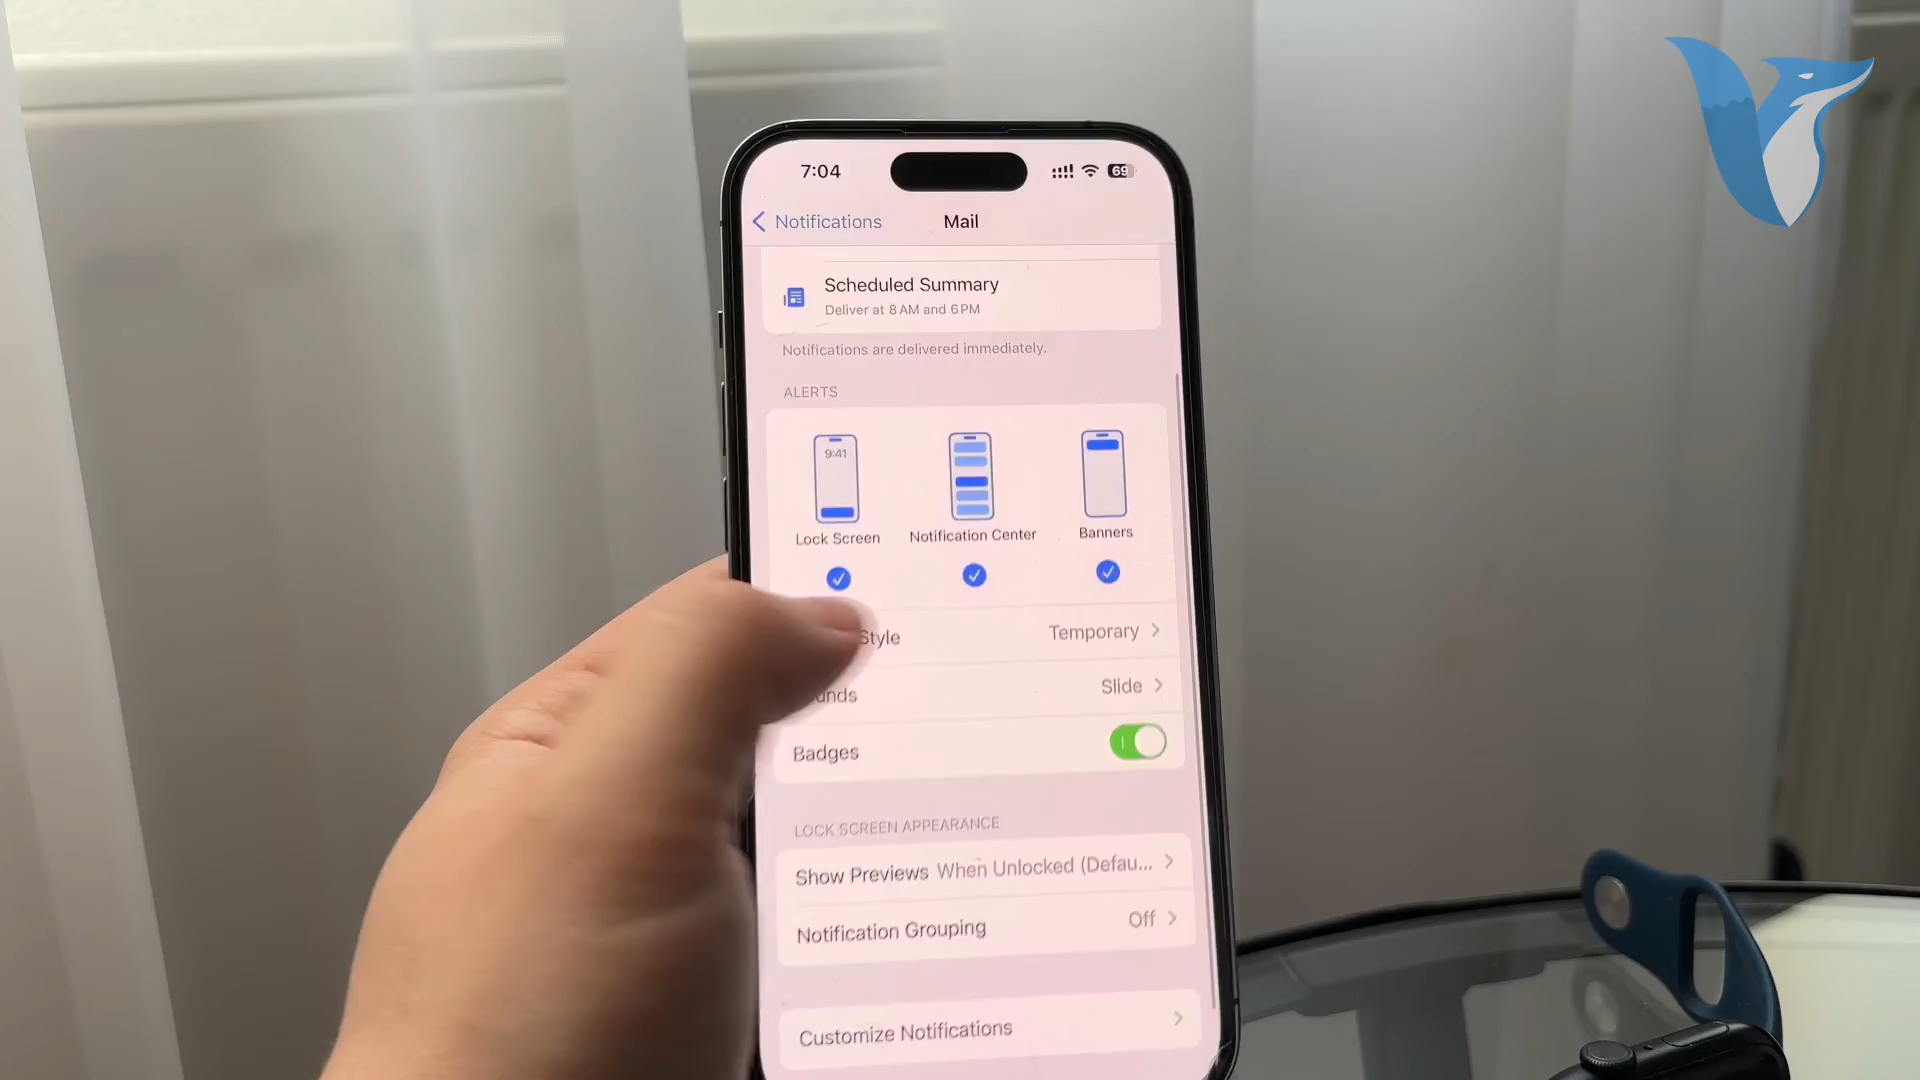 7:04
69
Notifications
Mail
Scheduled Summary
Deliver at 8 AM and 6 PM
Notifications are delivered immediately.
ALERTS
9:41
Lock Screen
Notification Center
Banners
Style
Temporary
unds
Slide
Badges
LOCK SCREEN APPEARANCE
Show Previews When Unlocked (Defau...
Notification Grouping
Off
Customize Notifications